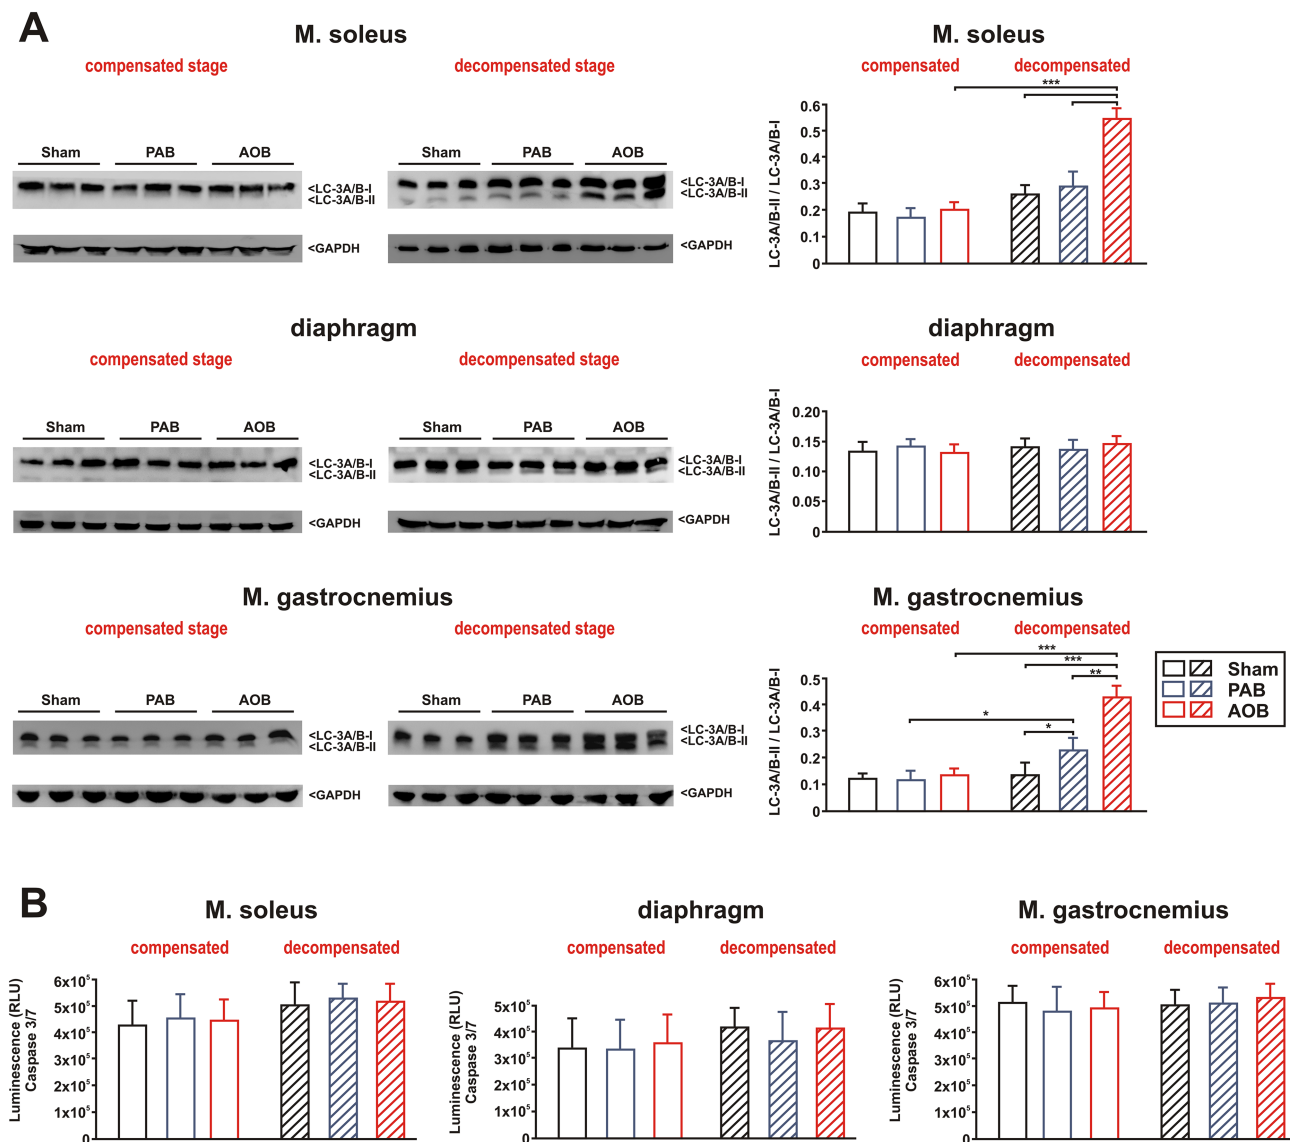 A
M. soleus
compensated stage
decompensated stage
Sham PAB AOB
<LC-3A/B-I
<LC-3A/B-II
<GAPDH
Sham PAB AOB
<LC-3A/B-I
<LC-3A/B-II
<GAPDH
M. soleus
compensated decompensated
***
LC-3A/B-II / LC-3A/B-I
0.6
0.5
0.4
0.3
0.2
0.1
0
diaphragm
compensated stage
decompensated stage
Sham PAB AOB
<LC-3A/B-I
<LC-3A/B-II
<GAPDH
Sham PAB AOB
<LC-3A/B-I
<LC-3A/B-II
<GAPDH
diaphragm
compensated decompensated
LC-3A/B-II / LC-3A/B-I
0.20
0.15
0.10
0.05
0
M. gastrocnemius
compensated stage
decompensated stage
Sham PAB AOB
<LC-3A/B-I
<LC-3A/B-II
<GAPDH
Sham PAB AOB
<LC-3A/B-I
<LC-3A/B-II
<GAPDH
M. gastrocnemius
compensated decompensated
***
***
**
*
*
LC-3A/B-II / LC-3A/B-I
0.5
0.4
0.3
0.2
0.1
0
Sham
PAB
AOB
B
M. soleus
compensated decompensated
Luminescence (RLU)
Caspase 3/7
6x10⁵
5x10⁵
4x10⁵
3x10⁵
2x10⁵
1x10⁵
0
diaphragm
compensated decompensated
Luminescence (RLU)
Caspase 3/7
5x10⁵
4x10⁵
3x10⁵
2x10⁵
1x10⁵
0
M. gastrocnemius
compensated decompensated
Luminescence (RLU)
Caspase 3/7
6x10⁵
5x10⁵
4x10⁵
3x10⁵
2x10⁵
1x10⁵
0